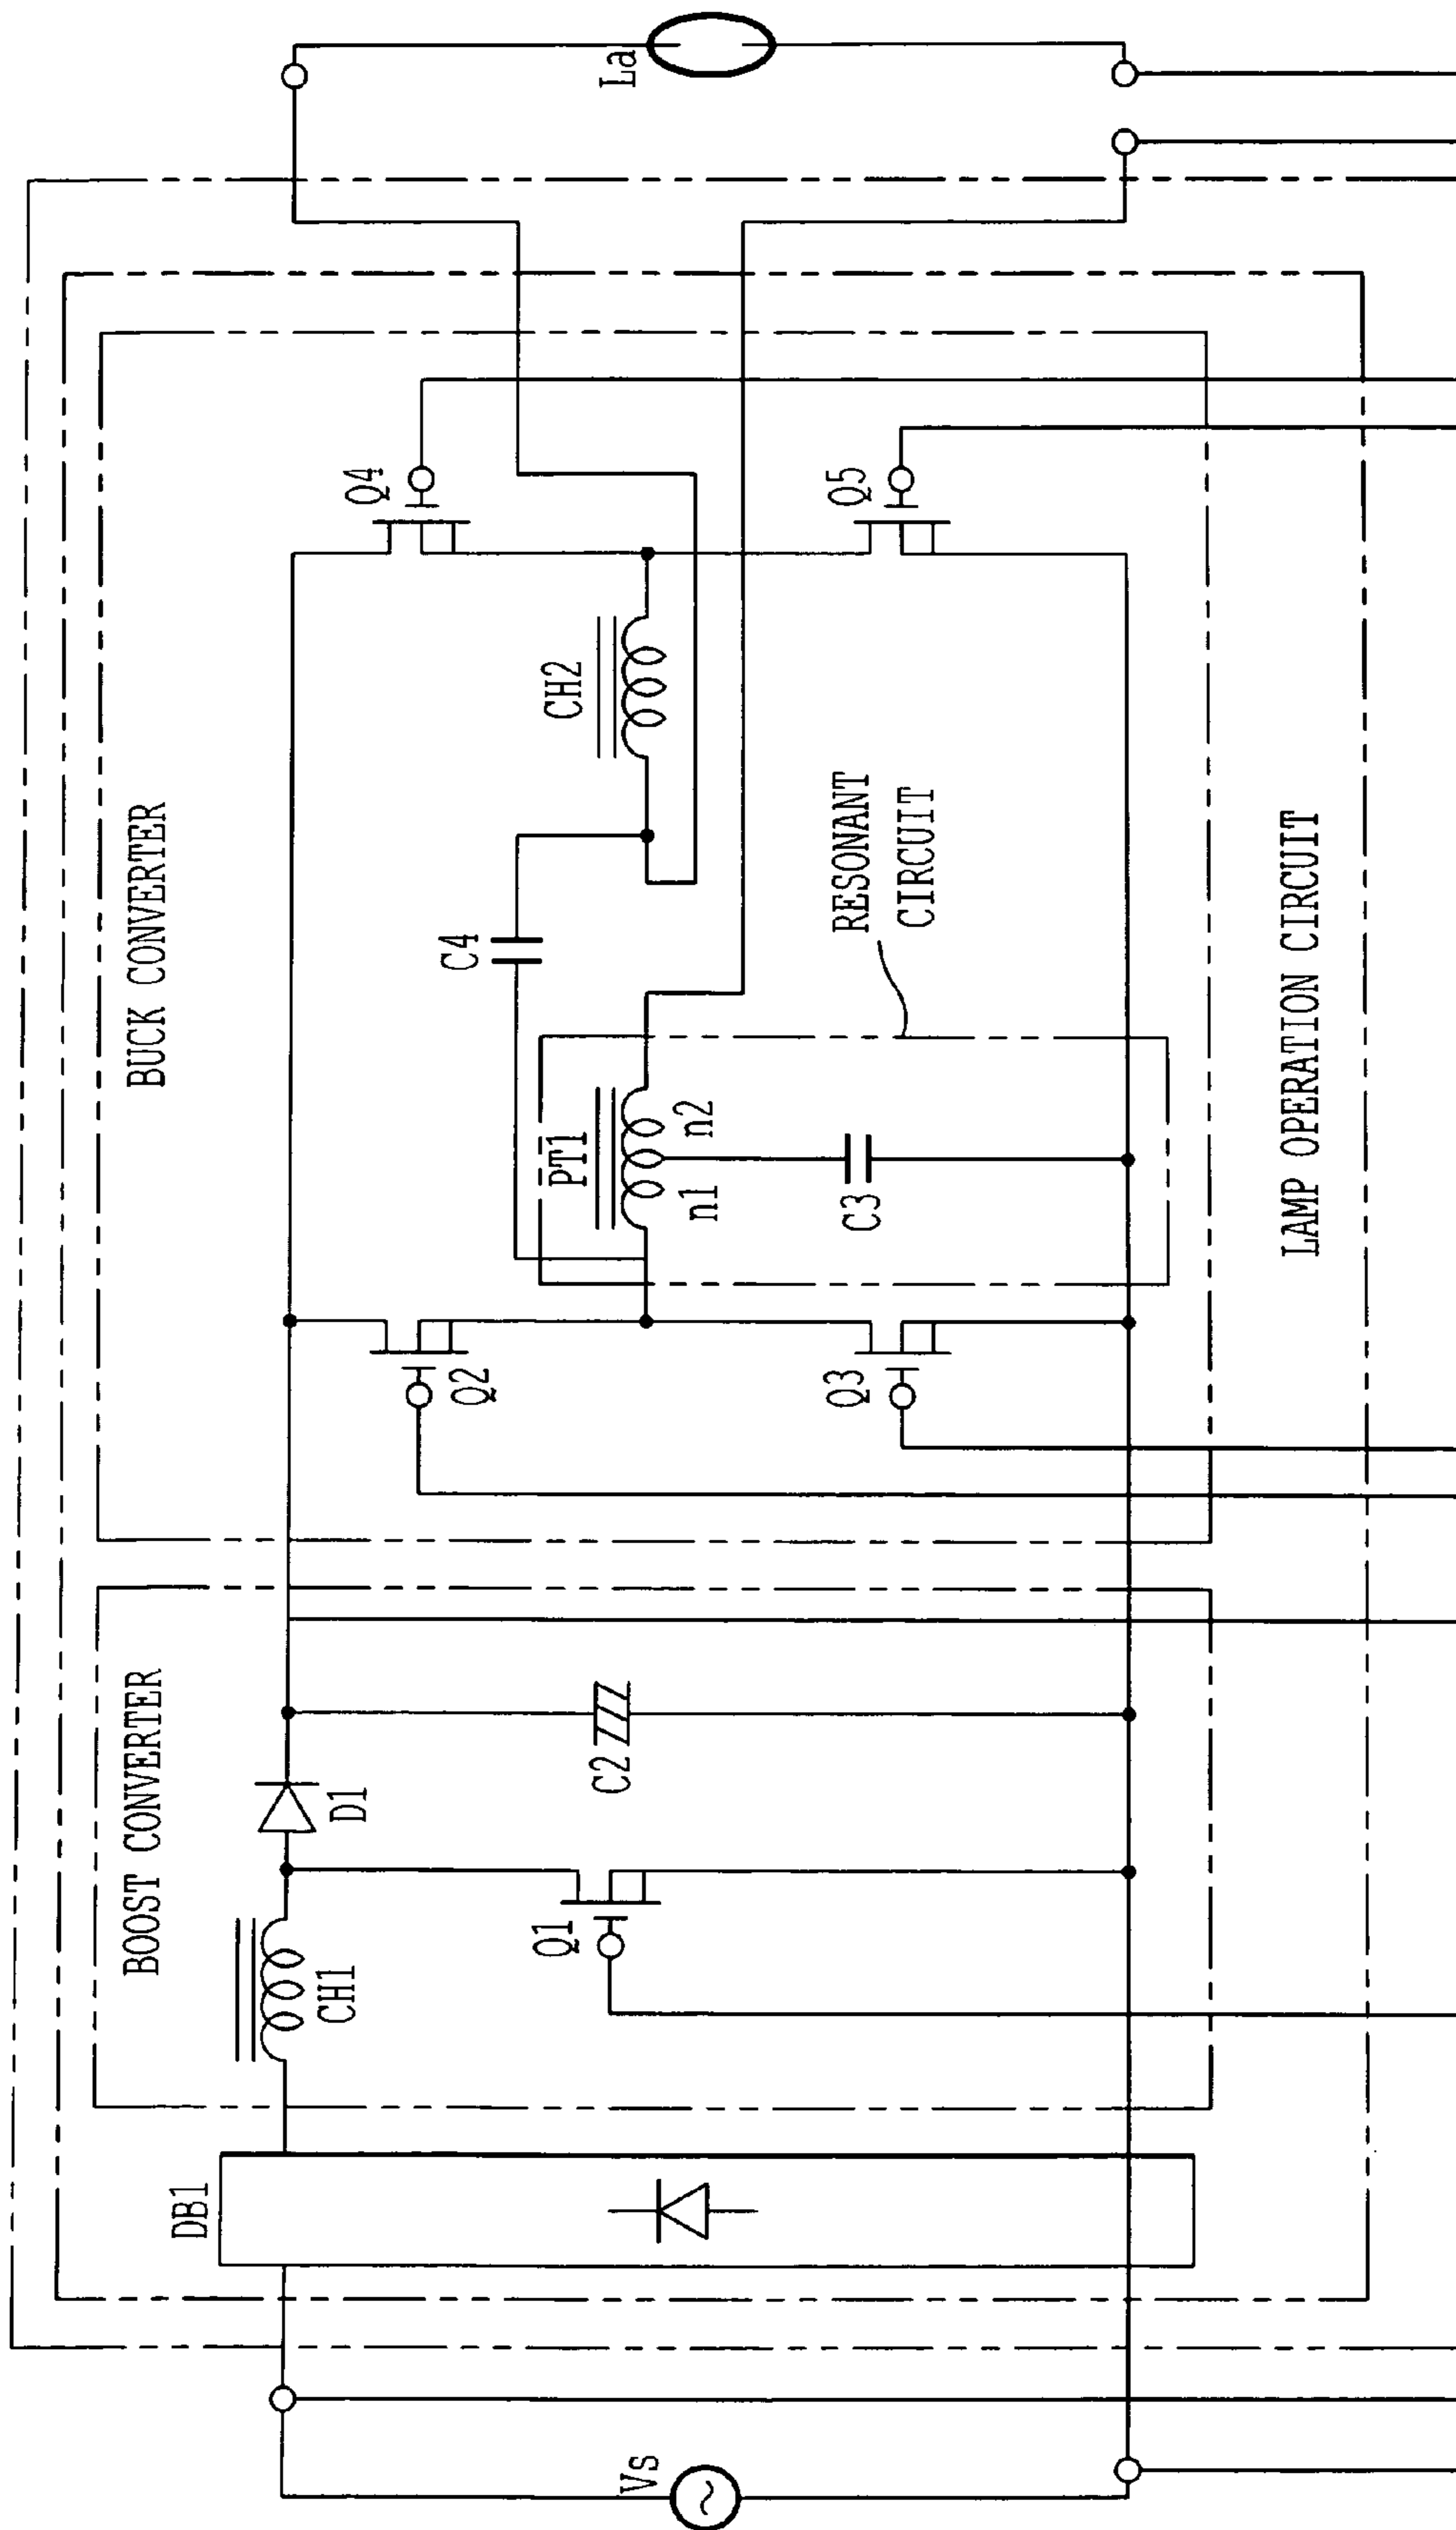 BOOST CONVERTER
BUCK CONVERTER
DB1
CH1
D1
Q1
C2
Vs
Q2
Q3
C4
PT1
n1
n2
C3
CH2
RESONANT
CIRCUIT
Q4
Q5
La
LAMP OPERATION CIRCUIT